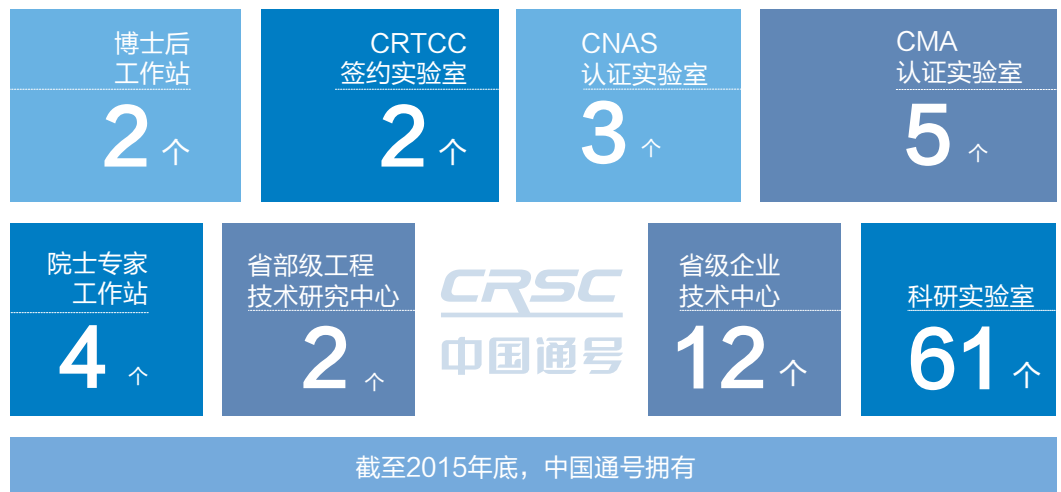 博士后
工作站
2 个
CRTCC
签约实验室
2 个
CNAS
认证实验室
3 个
CMA
认证实验室
5 个
院士专家
工作站
4 个
省部级工程
技术研究中心
2 个
CRSC
中国通号
省级企业
技术中心
12 个
科研实验室
61 个
截至2015年底，中国通号拥有